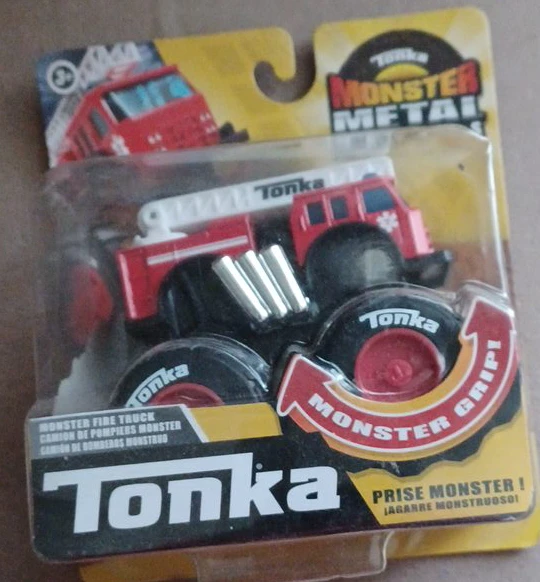 3+
Tonka
MONSTER
METAL
Tonka
Tonka
Tonka
MONSTER GRIP!
MONSTER FIRE TRUCK
CAMION DE POMPIERS MONSTER
CAMIÓN DE BOMBEROS MONSTRUO
Tonka
PRISE MONSTER !
¡AGARRE MONSTRUOSO!